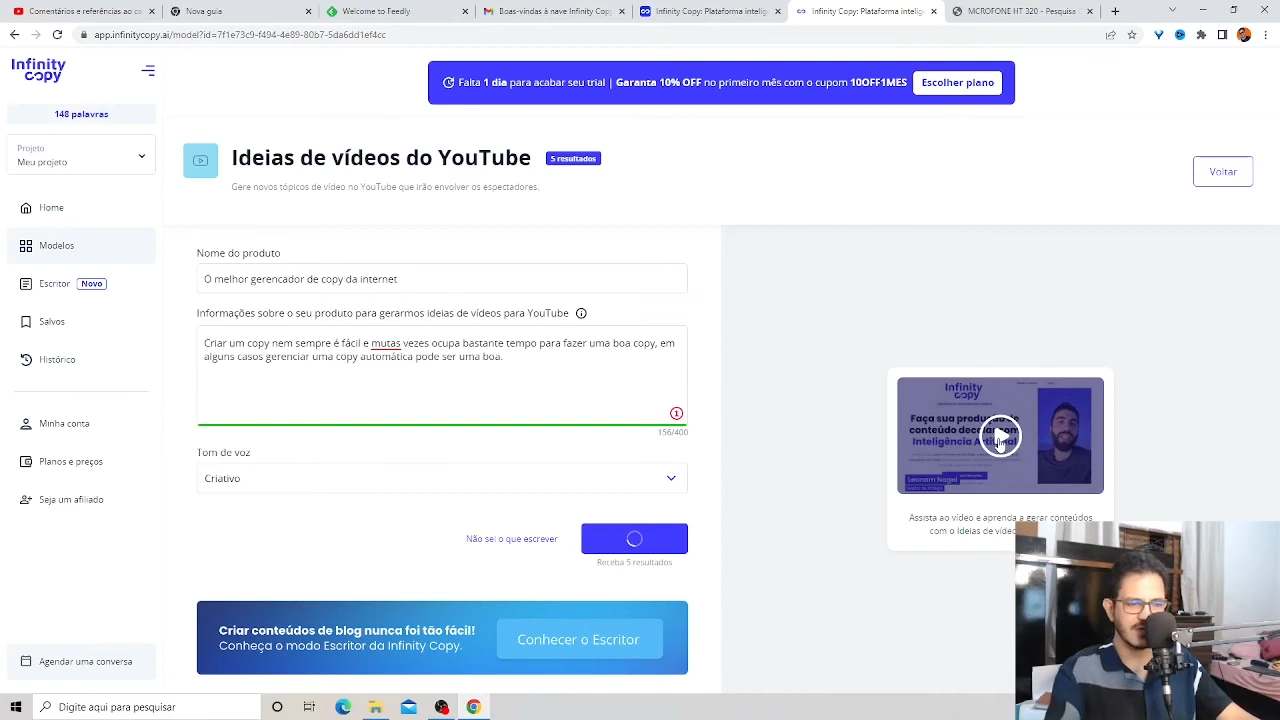 Comentários e referências ao ca
Nova guia
Welcome to Feedly
Boas-vindas à nave Infinity Copy
Infinity Copy: Plataforma intelig
Infinity Copy: Plataforma intelig
MICROFONE HT 320 - Pesquisa
app.infinitycopy.ai/model?id=7f1e73c9-f494-4e89-80b7-5da6dd1ef4cc
Infinity
copy
Falta 1 dia para acabar seu trial | Garanta 10% OFF no primeiro mês com o cupom 10OFF1MES
Escolher plano
148 palavras
Projeto
Meu projeto
Home
Modelos
Escritor Novo
Salvos
Histórico
Minha conta
Planos e preços
Seja um afiliado
Agendar uma conversa
Ideias de vídeos do YouTube
5 resultados
Gere novos tópicos de vídeo no YouTube que irão envolver os espectadores.
Voltar
Nome do produto
O melhor gerencador de copy da internet
Informações sobre o seu produto para gerarmos ideias de vídeos para YouTube
Criar um copy nem sempre é fácil e mutas vezes ocupa bastante tempo para fazer uma boa copy, em
alguns casos gerenciar uma copy automática pode ser uma boa.
1
156/400
Tom de voz
Criativo
Não sei o que escrever
Receba 5 resultados
Criar conteúdos de blog nunca foi tão fácil!
Conheça o modo Escritor da Infinity Copy.
Conhecer o Escritor
Infinity
copy
Faça sua produção de
conteúdo decolar com
Inteligência Artificial
Leonam Nagel
Assista ao vídeo e aprenda a gerar conteúdos
com o Ideias de víde
Digite aqui para pesquisar